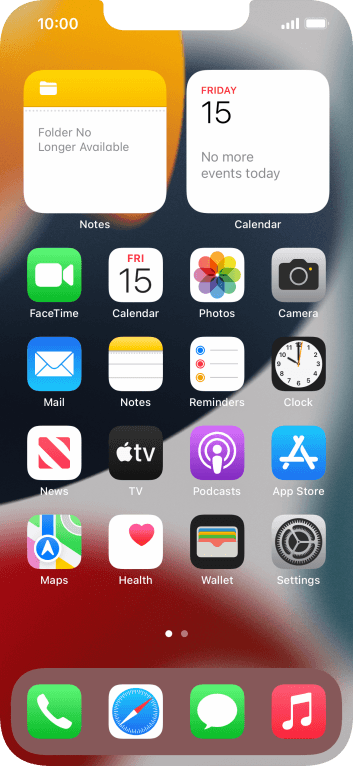 10:00
Folder No
Longer Available
Notes
FRIDAY
15
No more
events today
Calendar
FaceTime
FRI
15
Calendar
Photos
Camera
Mail
Notes
Reminders
Clock
News
tv
TV
Podcasts
App Store
Maps
Health
Wallet
Settings